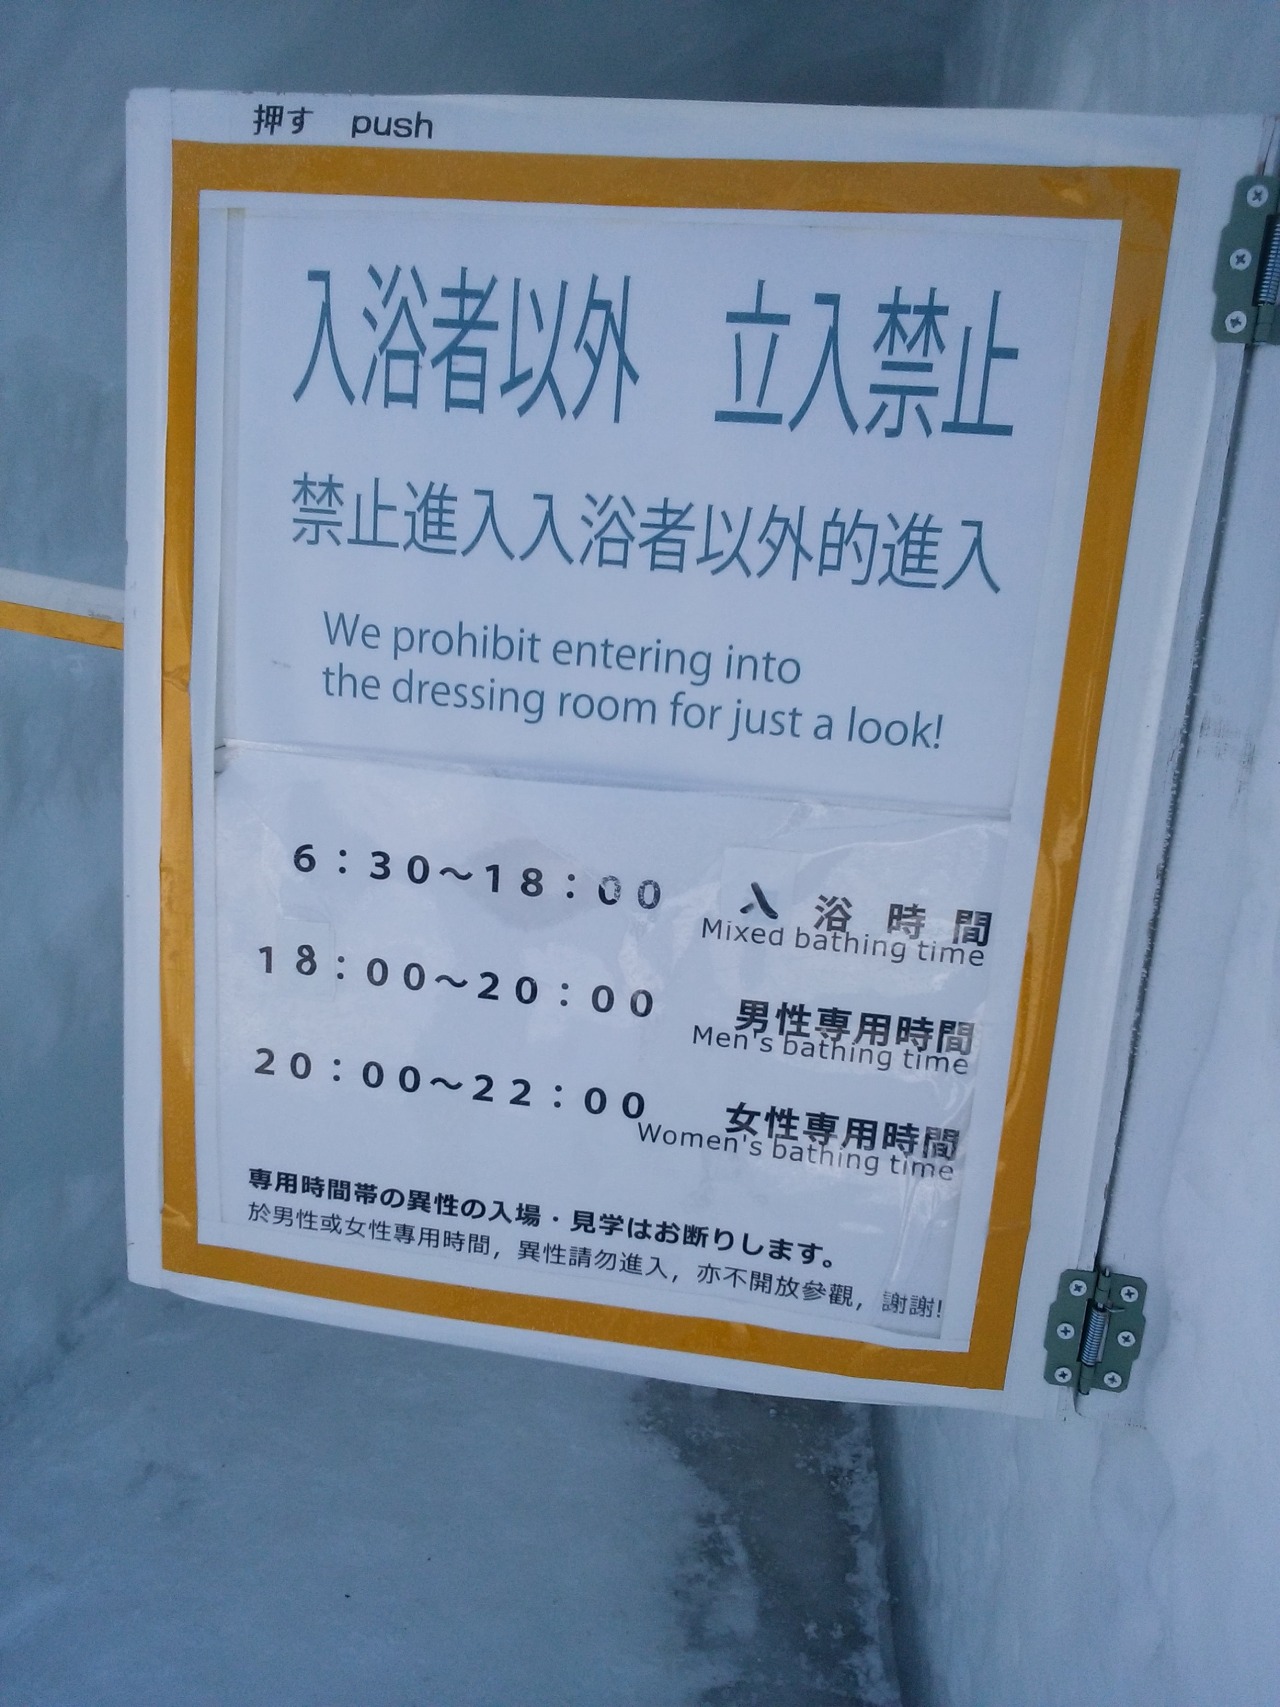 押す push
入浴者以外 立入禁止
禁止進入入浴者以外的進入
We prohibit entering into
the dressing room for just a look!
6：30～18：00 入浴時間
Mixed bathing time
18：00～20：00 男性専用時間
Men's bathing time
20：00～22：00 女性専用時間
Women's bathing time
専用時間帯の異性の入場・見学はお断りします。
於男性或女性專用時間，異性請勿進入，亦不開放參觀，謝謝!